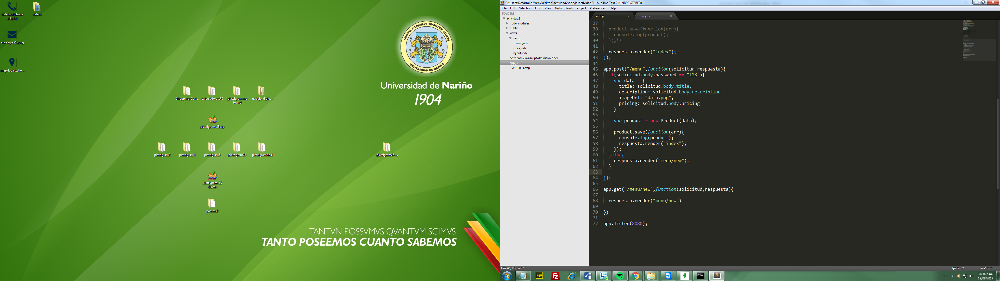 old-handphone
(1).png
videos
envelope (1).png
map-localizatio...
TANTVM POSSVMVS QVANTVM SCIMVS
UNIVERSIDAD DE NARIÑO
Universidad de Nariño
1904
Shopping-Cart...
calculadorasUC
platzigram-no
found
trabajo-diplo...
platzigram-23.zip
ZIP
platzigram2
platzigram4
platzigram5
platzigram23
platzigramfinal
platzigram26-...
RAR
platzigram-15
(1).rar
posscss2
TANTVN POSSVMVS QVANTVM SCIMVS
TANTO POSEEMOS CUANTO SABEMOS
C:\Users\Desarrollo Web\Desktop\actividad2\app.js (actividad2) - Sublime Text 2 (UNREGISTERED)
File Edit Selection Find View Goto Tools Project Preferences Help
FOLDERS
actividad2
node_modules
public
views
menu
new.jade
index.jade
layout.jade
actividad2-Javascript-definitivo.docx
app.js
~WRL0003.tmp
app.js
new.jade
37
38 product.save(function(err){
39 console.log(product);
40 });*/
41
42 respuesta.render("index");
43 });
44
45 app.post("/menu",function(solicitud,respuesta){
46 if(solicitud.body.password == "123"){
47 var data = {
48 title: solicitud.body.title,
49 description: solicitud.body.description,
50 imageUrl: "data.png",
51 pricing: solicitud.body.pricing
52 }
53
54 var product = new Product(data);
55
56 product.save(function(err){
57 console.log(product);
58 respuesta.render("index");
59 });
60 }else{
61 respuesta.render("menu/new");
62 }
63
64 });
65
66 app.get("/menu/new",function(solicitud,respuesta){
67
68 respuesta.render("menu/new")
69
70 })
71
72 app.listen(8080);
Line 63, Column 1
Spaces: 2
JavaScript
Fw
Fz
W
S
ES
04:56 p.m.
19/08/2017